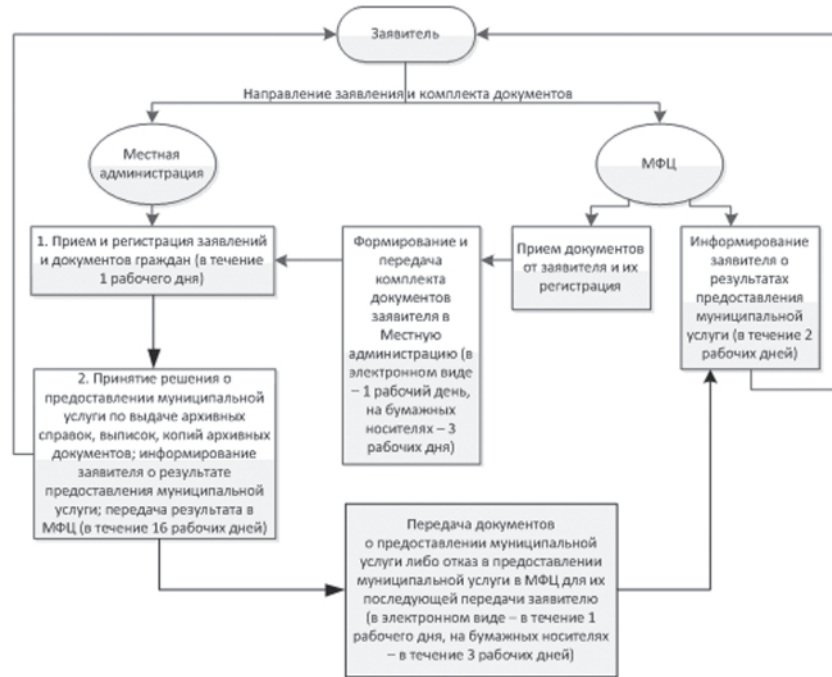 Заявитель
Направление заявления и комплекта документов
Местная
администрация
МФЦ
1. Прием и регистрация заявлений
и документов граждан (в течение
1 рабочего дня)
Формирование и
передача
комплекта
документов
заявителя в
Местную
администрацию (в
электронном виде
– 1 рабочий день,
на бумажных
носителях – 3
рабочих дня)
Прием документов
от заявителя и их
регистрация
Информирование
заявителя о
результатах
предоставления
муниципальной
услуги (в течение 2
рабочих дней)
2. Принятие решения о
предоставлении муниципальной
услуги по выдаче архивных
справок, выписок, копий архивных
документов; информирование
заявителя о результате
предоставления муниципальной
услуги; передача результата в
МФЦ (в течение 16 рабочих дней)
Передача документов
о предоставлении муниципальной
услуги либо отказ в предоставлении
муниципальной услуги в МФЦ для их
последующей передачи заявителю
(в электронном виде – в течение 1
рабочего дня, на бумажных носителях
– в течение 3 рабочих дней)